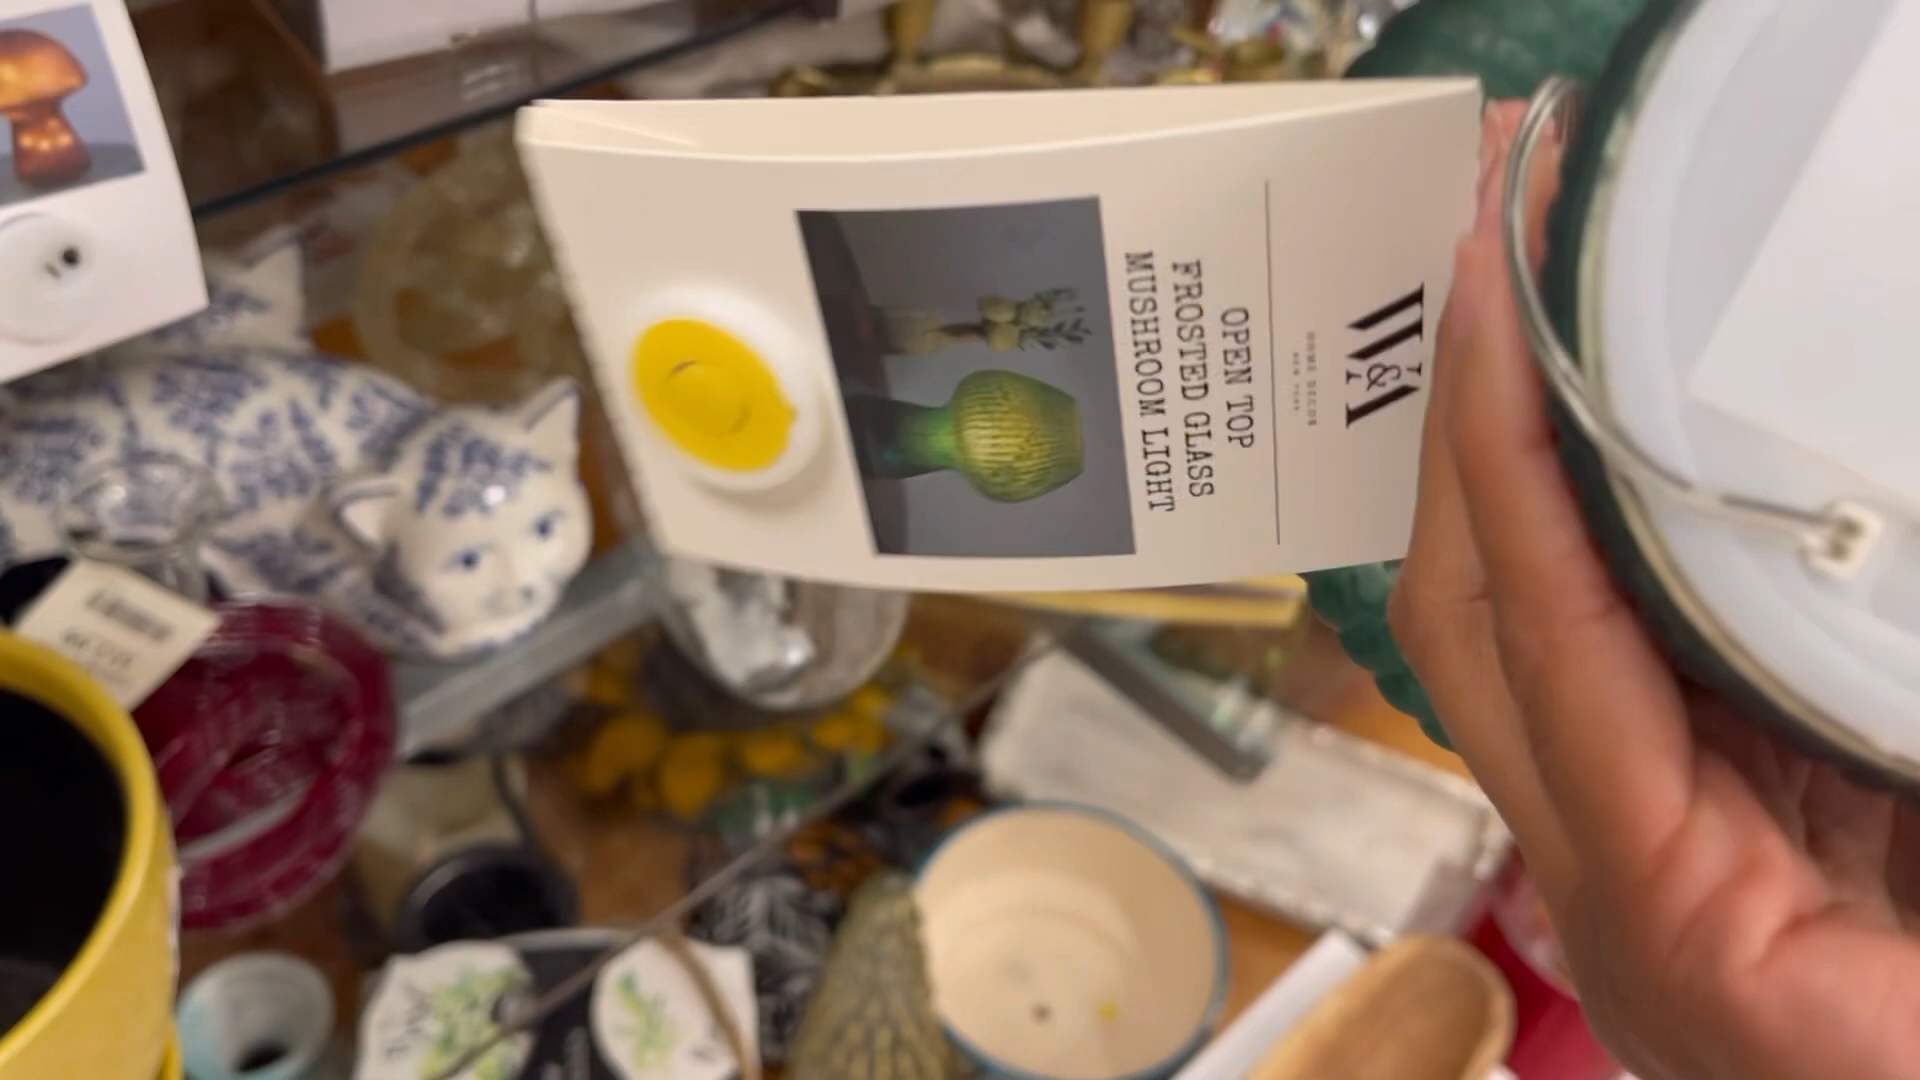 W&A
HOME DECOR
NEW YORK
OPEN TOP
FROSTED GLASS
MUSHROOM LIGHT